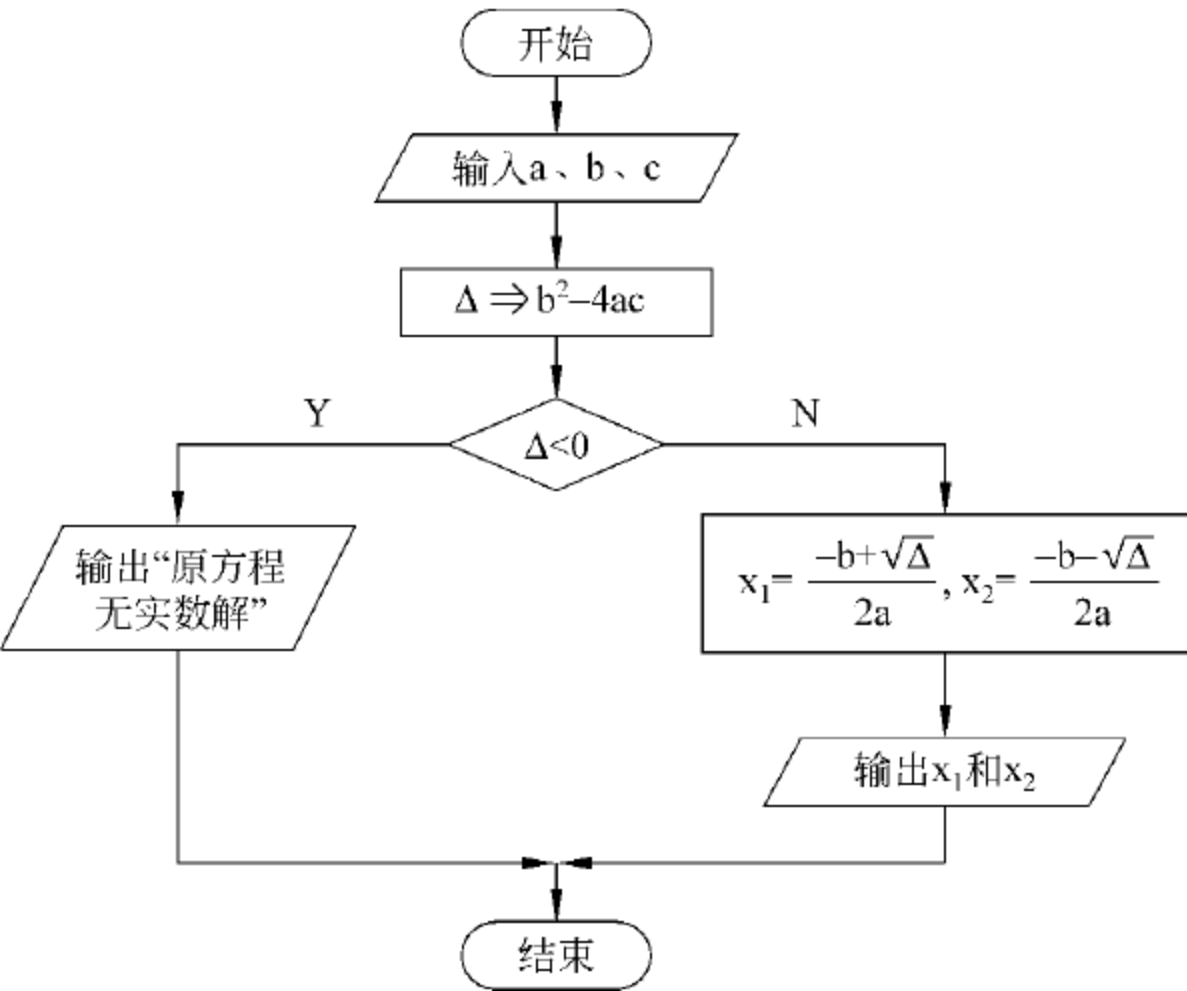 开始
输入a、b、c
Δ ⇒ b²–4ac
Y
N
Δ<0
输出“原方程
无实数解”
x₁= –b+√Δ / 2a , x₂= –b–√Δ / 2a
输出x₁和x₂
结束